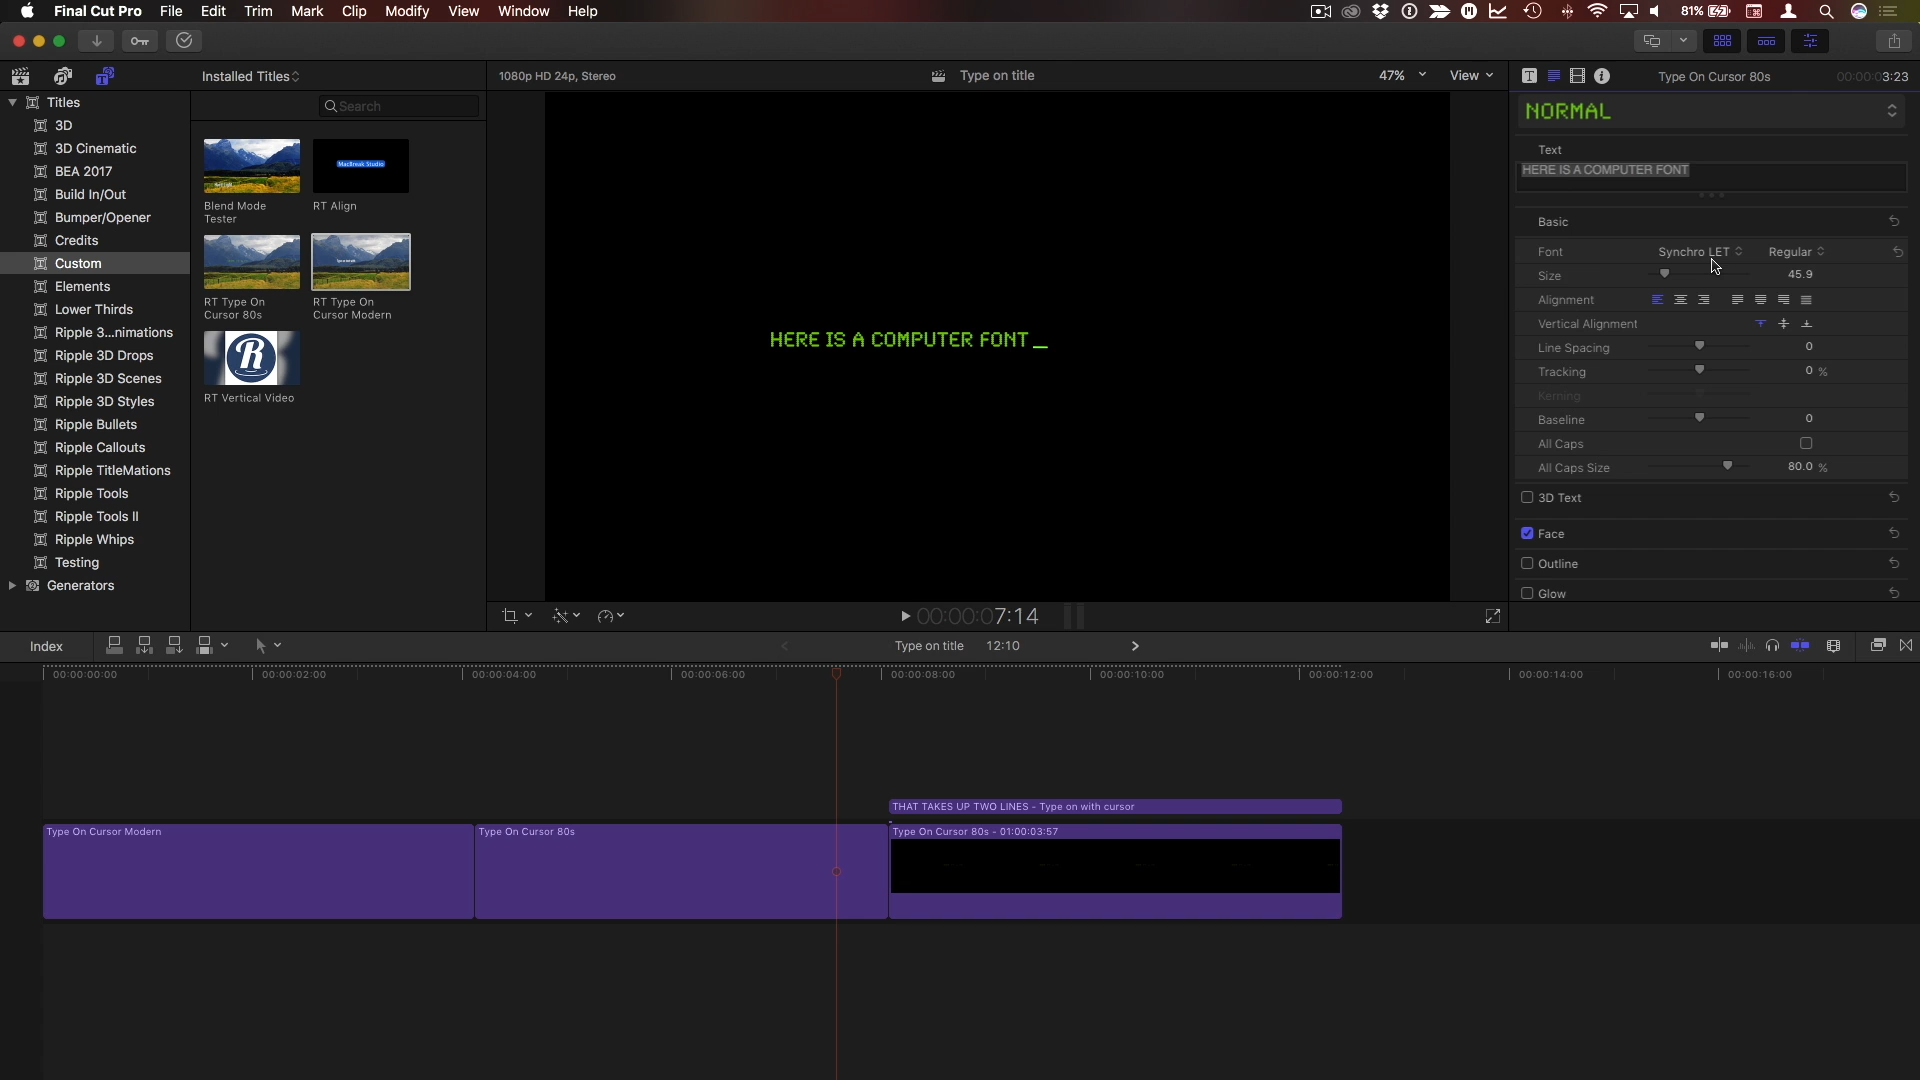 Final Cut Pro File Edit Trim Mark Clip Modify View Window Help 81%
Installed Titles
1080p HD 24p, Stereo
Type on title
47% View
Type On Cursor 80s
00:00:03:23
Titles
3D
3D Cinematic
BEA 2017
Build In/Out
Bumper/Opener
Credits
Custom
Elements
Lower Thirds
Ripple 3...nimations
Ripple 3D Drops
Ripple 3D Scenes
Ripple 3D Styles
Ripple Bullets
Ripple Callouts
Ripple TitleMations
Ripple Tools
Ripple Tools II
Ripple Whips
Testing
Generators
Search
MacBreak Studio
Blend Mode
Tester
RT Align
RT Type On
Cursor 80s
RT Type On
Cursor Modern
R
RT Vertical Video
HERE IS A COMPUTER FONT_
NORMAL
Text
HERE IS A COMPUTER FONT
Basic
Font Synchro LET Regular
Size 45.9
Alignment
Vertical Alignment
Line Spacing 0
Tracking 0 %
Kerning
Baseline 0
All Caps
All Caps Size 80.0 %
3D Text
Face
Outline
Glow
00:00:07:14
Index
Type on title 12:10
00:00:00:00 00:00:02:00 00:00:04:00 00:00:06:00 00:00:08:00 00:00:10:00 00:00:12:00 00:00:14:00 00:00:16:00
THAT TAKES UP TWO LINES - Type on with cursor
Type On Cursor Modern
Type On Cursor 80s
Type On Cursor 80s - 01:00:03:57